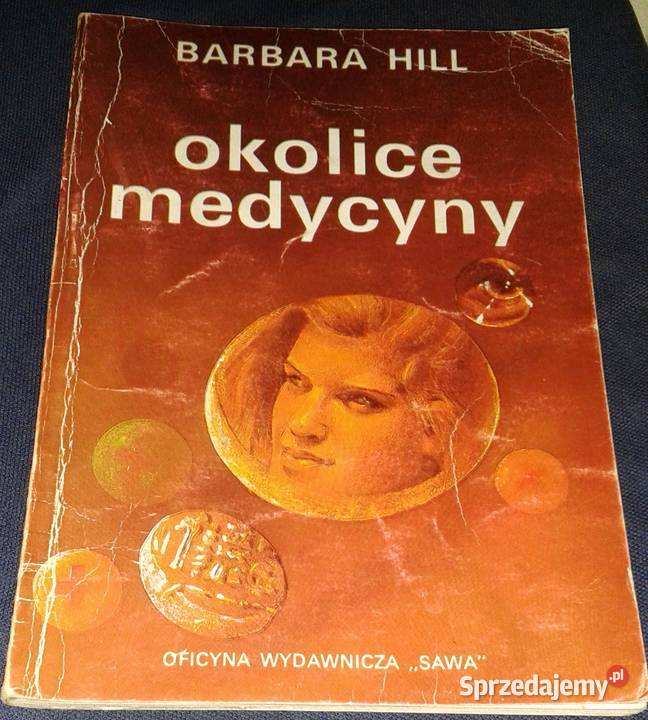 BARBARA HILL
okolice
medycyny
OFICYNA WYDAWNICZA „SAWA"
Sprzedajemy.pl